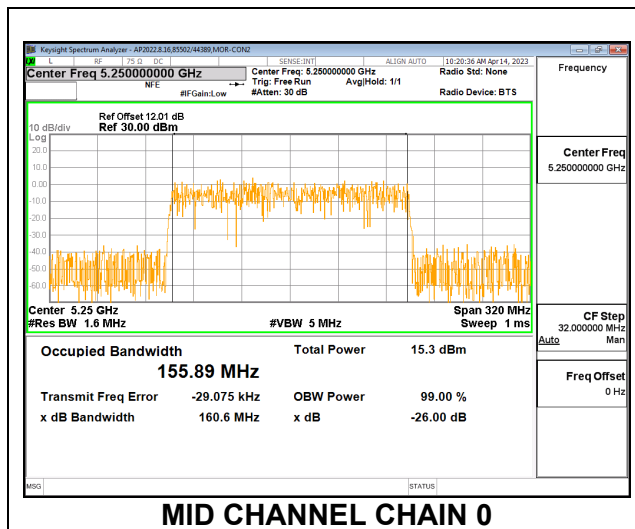 Keysight Spectrum Analyzer - AP2022.8.16,85502/44389,MOR-CON2
L RF 75 Ω DC SENSE:INT ALIGN AUTO 10:20:36 AM Apr 14, 2023
Center Freq 5.250000000 GHz Center Freq: 5.250000000 GHz Radio Std: None Frequency
NFE Trig: Free Run Avg|Hold: 1/1
#IFGain:Low #Atten: 30 dB Radio Device: BTS
Ref Offset 12.01 dB
10 dB/div Ref 30.00 dBm
Log
20.0
10.0
0.00
-10.0
-20.0
-30.0
-40.0
-50.0
-60.0
Center Freq
5.250000000 GHz
Center 5.25 GHz Span 320 MHz
#Res BW 1.6 MHz #VBW 5 MHz Sweep 1 ms
CF Step
32.000000 MHz
Auto Man
Occupied Bandwidth Total Power 15.3 dBm
155.89 MHz
Transmit Freq Error -29.075 kHz OBW Power 99.00 %
x dB Bandwidth 160.6 MHz x dB -26.00 dB
Freq Offset
0 Hz
MSG STATUS
MID CHANNEL CHAIN 0